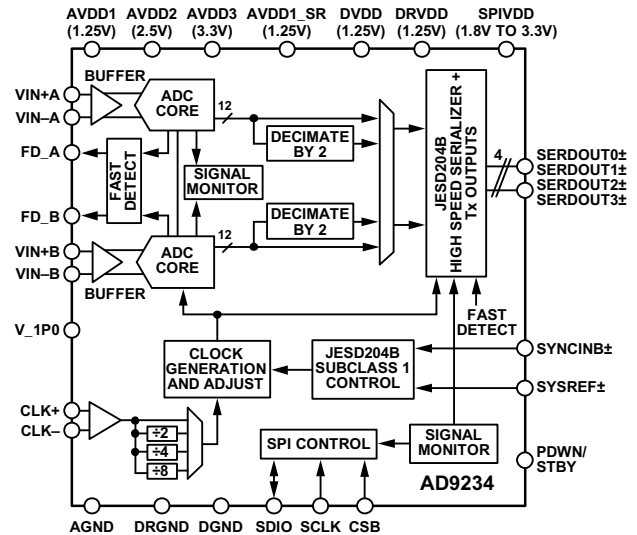 AVDD1 AVDD2 AVDD3 AVDD1_SR DVDD DRVDD SPIVDD
(1.25V) (2.5V) (3.3V) (1.25V) (1.25V) (1.25V) (1.8V TO 3.3V)
BUFFER
VIN+A
VIN–A
ADC
CORE
12
DECIMATE
BY 2
FD_A
FAST
DETECT
SIGNAL
MONITOR
FD_B
VIN+B
VIN–B
BUFFER
ADC
CORE
12
DECIMATE
BY 2
JESD204B
HIGH SPEED SERIALIZER +
Tx OUTPUTS
4
SERDOUT0±
SERDOUT1±
SERDOUT2±
SERDOUT3±
FAST
DETECT
V_1P0
CLOCK
GENERATION
AND ADJUST
JESD204B
SUBCLASS 1
CONTROL
SYNCINB±
SYSREF±
CLK+
CLK–
÷2
÷4
÷8
SPI CONTROL
SIGNAL
MONITOR
PDWN/
STBY
AD9234
AGND DRGND DGND SDIO SCLK CSB